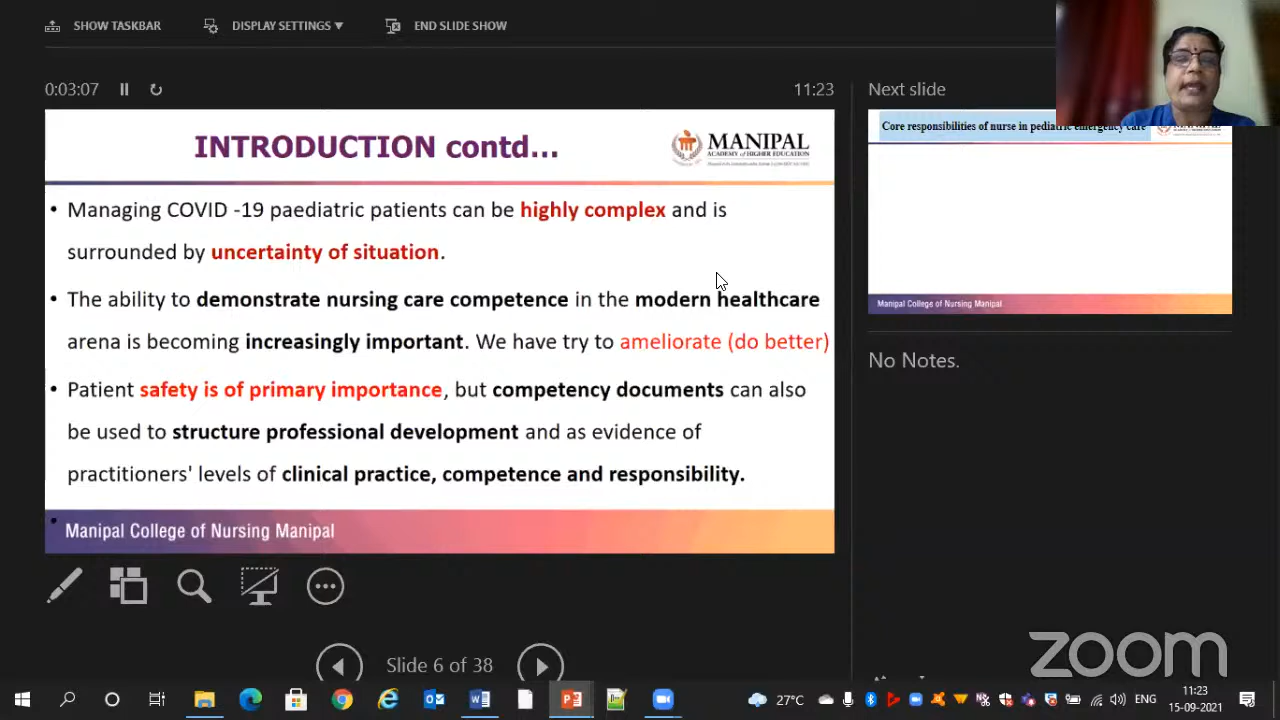 SHOW TASKBAR
DISPLAY SETTINGS ▼
END SLIDE SHOW
0:03:07
11:23
INTRODUCTION contd...
MANIPAL
ACADEMY of HIGHER EDUCATION
• Managing COVID -19 paediatric patients can be highly complex and is
surrounded by uncertainty of situation.
• The ability to demonstrate nursing care competence in the modern healthcare
arena is becoming increasingly important. We have try to ameliorate (do better)
• Patient safety is of primary importance, but competency documents can also
be used to structure professional development and as evidence of
practitioners' levels of clinical practice, competence and responsibility.
•
Manipal College of Nursing Manipal
Slide 6 of 38
Next slide
Core responsibilities of nurse in pediatric emergency care
Manipal College of Nursing Manipal
No Notes.
zoom
27°C
ENG
11:23
15-09-2021